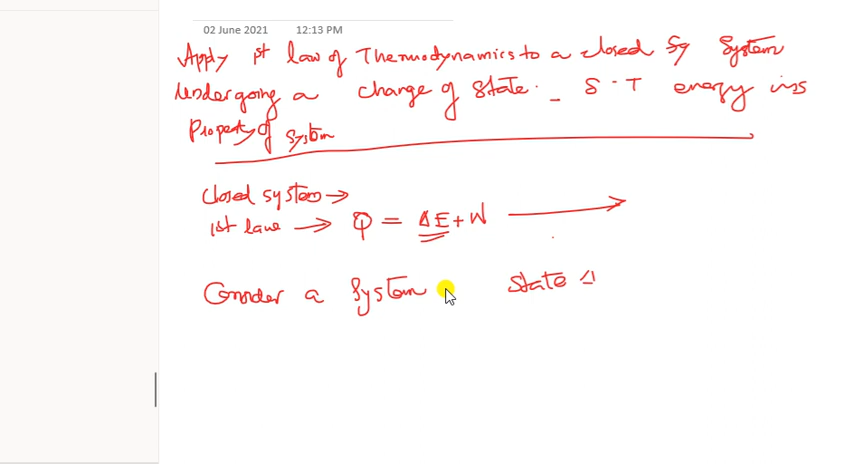 02 June 2021 12:13 PM
Apply 1st law of Thermodynamics to a closed Sy System
Undergoing a change of State. _ S.T energy is
Property of System
Closed system →
1st law → Q = ΔE + W →
Consider a System State 1